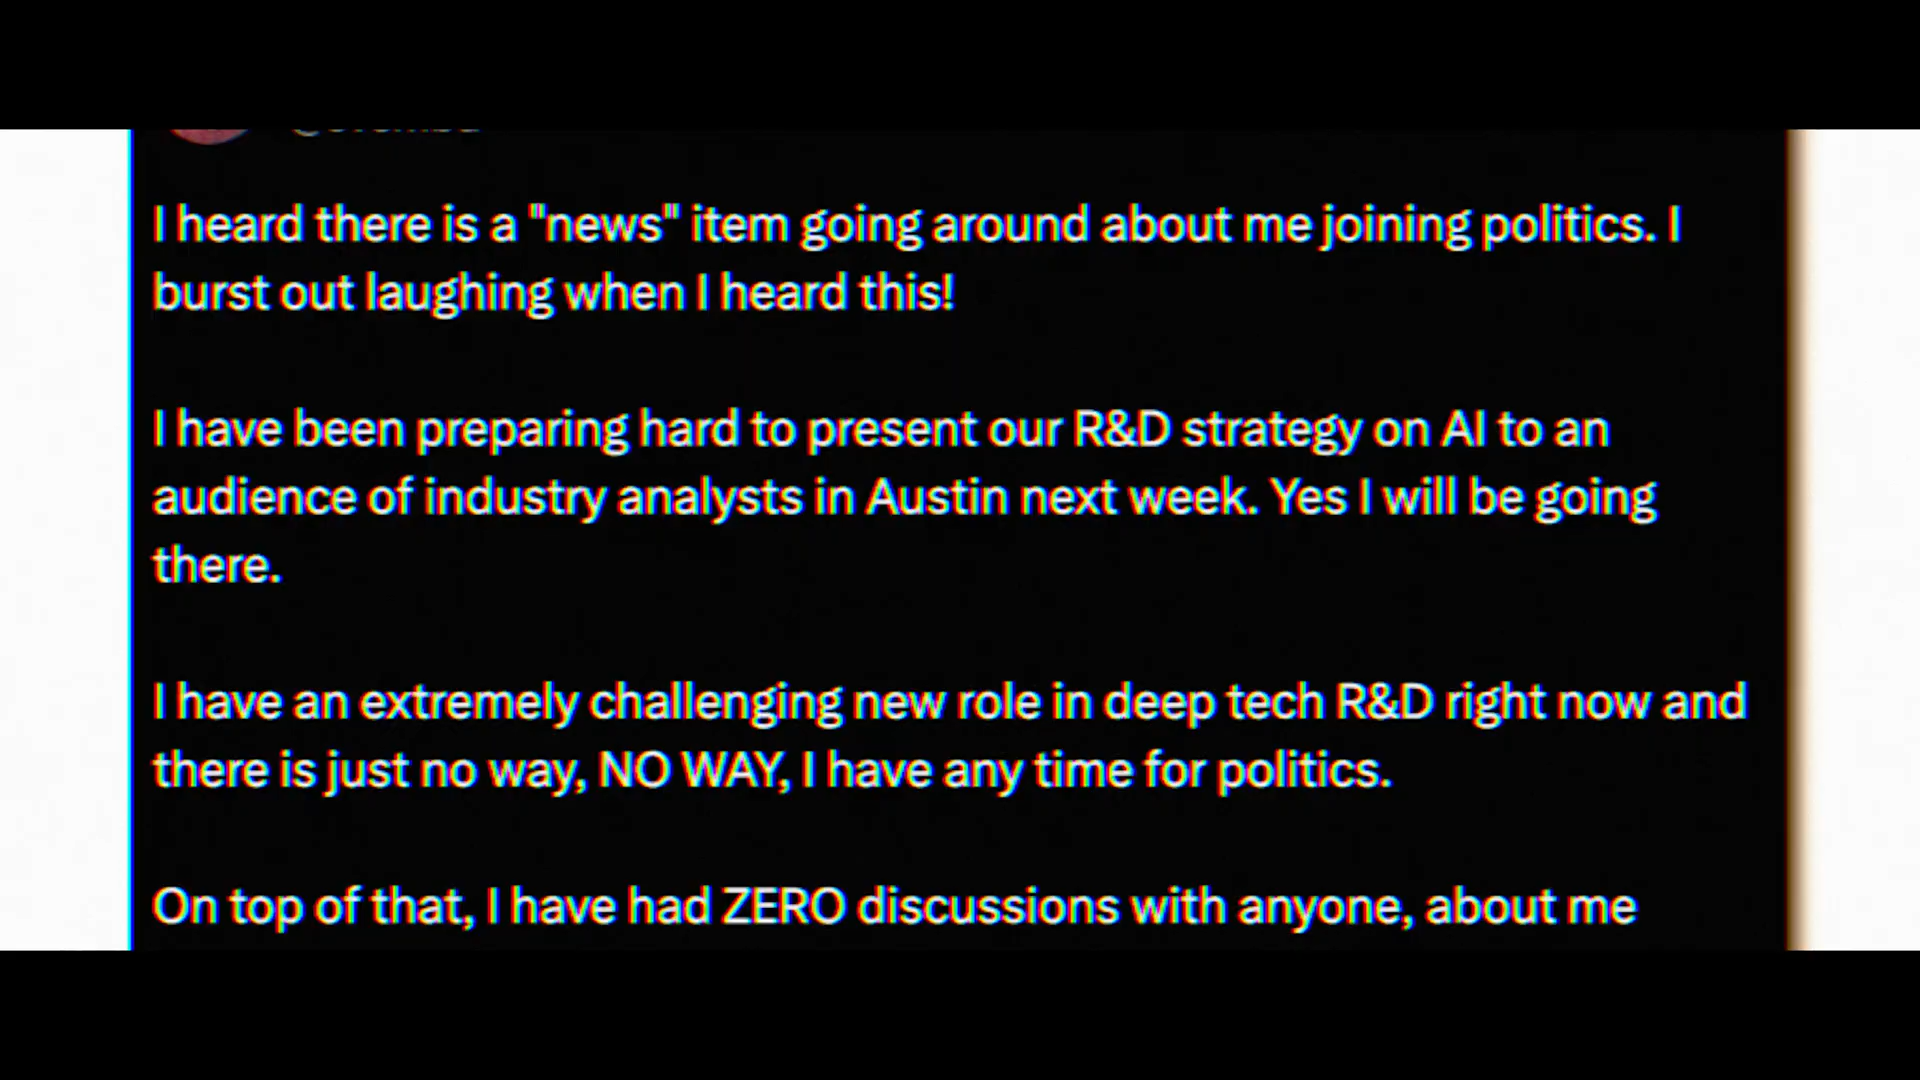 I heard there is a "news" item going around about me joining politics. I
burst out laughing when I heard this!
I have been preparing hard to present our R&D strategy on AI to an
audience of industry analysts in Austin next week. Yes I will be going
there.
I have an extremely challenging new role in deep tech R&D right now and
there is just no way, NO WAY, I have any time for politics.
On top of that, I have had ZERO discussions with anyone, about me